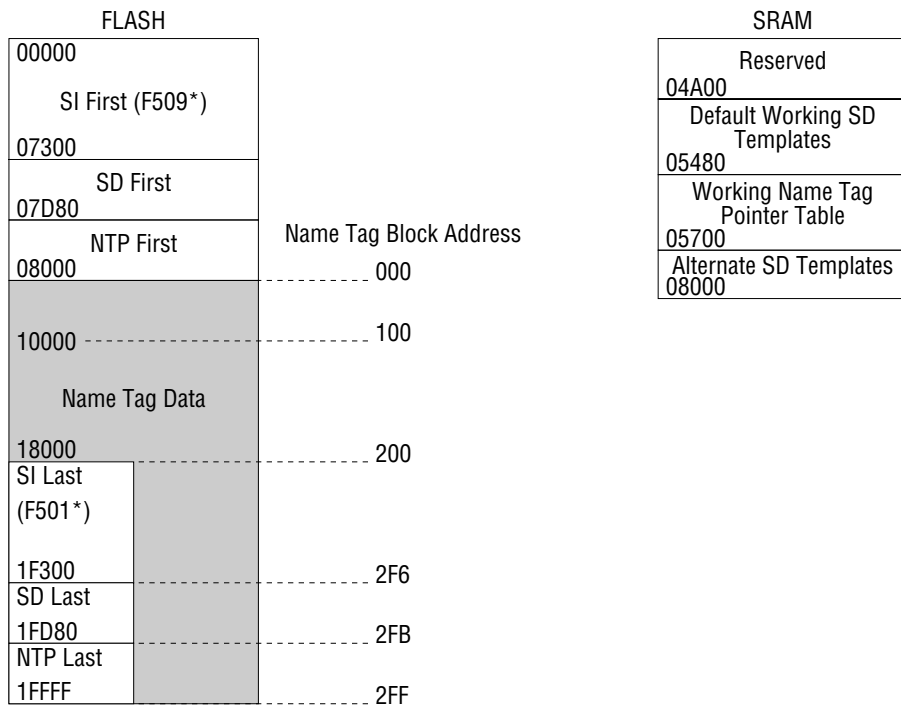 FLASH
00000
SI First (F509*)
07300
SD First
07D80
NTP First
08000
10000
Name Tag Data
18000
SI Last
(F501*)
1F300
SD Last
1FD80
NTP Last
1FFFF
Name Tag Block Address
000
100
200
2F6
2FB
2FF
SRAM
Reserved
04A00
Default Working SD
Templates
05480
Working Name Tag
Pointer Table
05700
Alternate SD Templates
08000